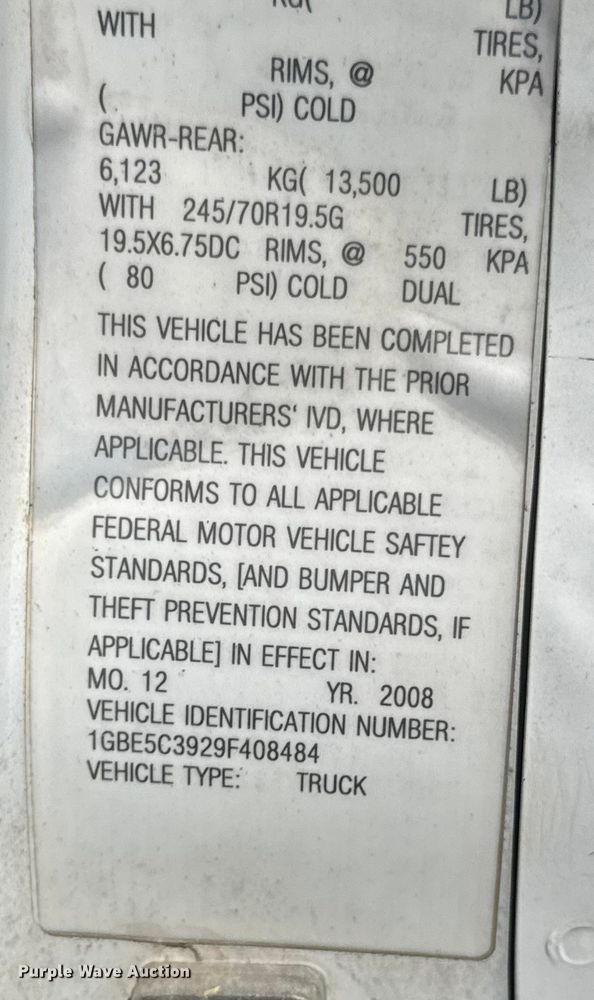 KG( LB)
WITH TIRES,
RIMS, @ KPA
( PSI) COLD
GAWR-REAR:
6,123 KG( 13,500 LB)
WITH 245/70R19.5G TIRES,
19.5X6.75DC RIMS, @ 550 KPA
( 80 PSI) COLD DUAL
THIS VEHICLE HAS BEEN COMPLETED
IN ACCORDANCE WITH THE PRIOR
MANUFACTURERS' IVD, WHERE
APPLICABLE. THIS VEHICLE
CONFORMS TO ALL APPLICABLE
FEDERAL MOTOR VEHICLE SAFTEY
STANDARDS, [AND BUMPER AND
THEFT PREVENTION STANDARDS, IF
APPLICABLE] IN EFFECT IN:
MO. 12 YR. 2008
VEHICLE IDENTIFICATION NUMBER:
1GBE5C3929F408484
VEHICLE TYPE: TRUCK
Purple Wave Auction